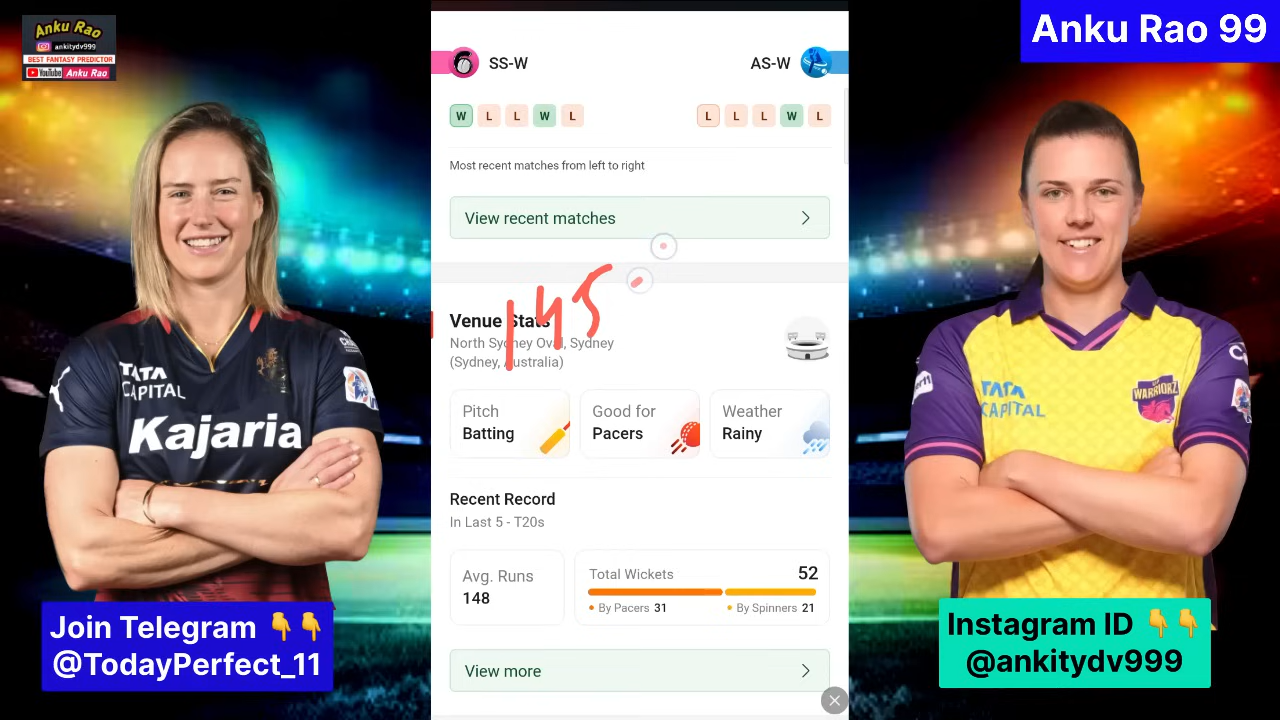 Anku Rao
ankitydv999
BEST FANTASY PREDICTOR
YouTube Anku Rao
Anku Rao 99
SS-W
AS-W
W L L W L
L L L W L
Most recent matches from left to right
View recent matches
145
Venue Stats
North Sydney Oval, Sydney
(Sydney, Australia)
Pitch
Batting
Good for
Pacers
Weather
Rainy
Recent Record
In Last 5 - T20s
Avg. Runs
148
Total Wickets 52
By Pacers 31
By Spinners 21
View more
TATA
CAPITAL
Kajaria
TATA
CAPITAL
WARRIORZ
Join Telegram 👇👇
@TodayPerfect_11
Instagram ID 👇👇
@ankitydv999